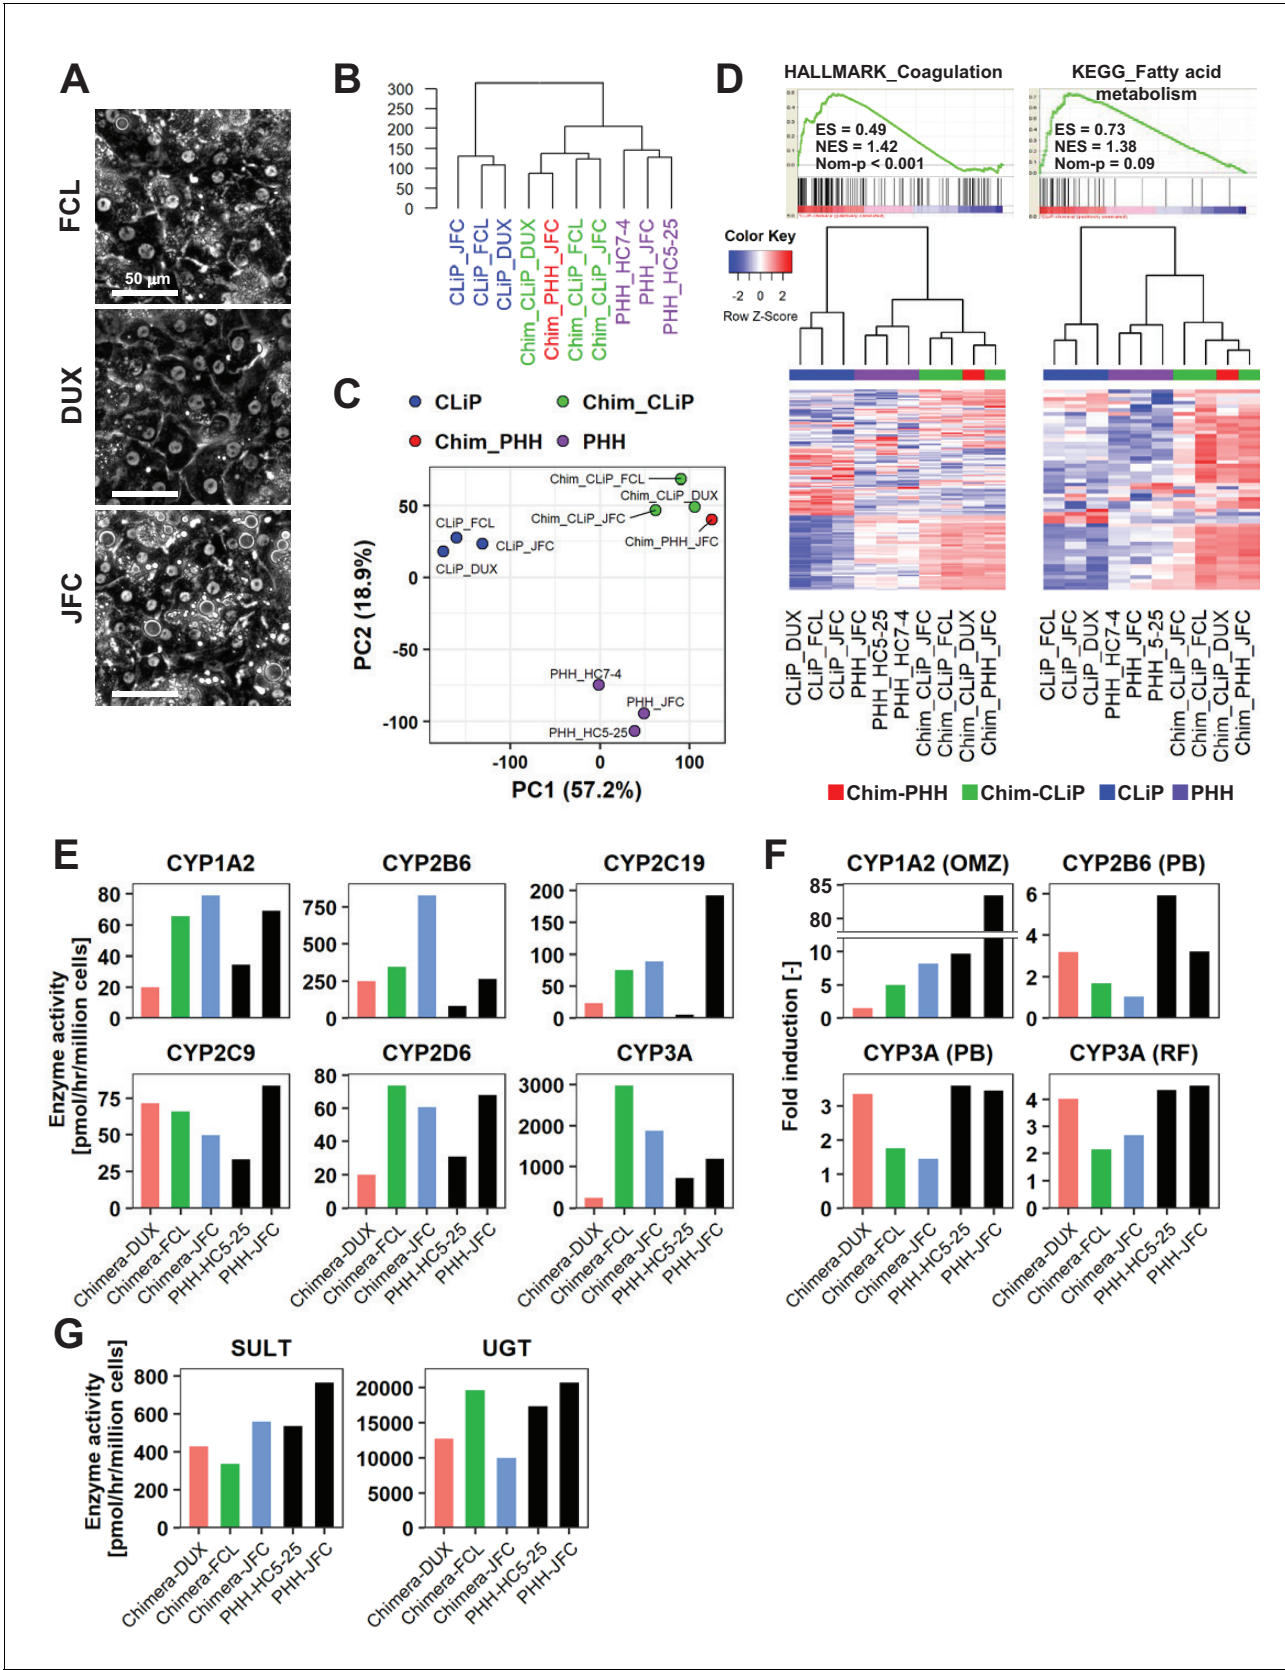 A
FCL
50 µm
DUX
JFC
B
300
250
200
150
100
50
0
CLiP_JFC
CLiP_FCL
CLiP_DUX
Chim_CLiP_DUX
Chim_PHH_JFC
Chim_CLiP_FCL
Chim_CLiP_JFC
PHH_HC7-4
PHH_JFC
PHH_HC5-25
C
CLiP
Chim_CLiP
Chim_PHH
PHH
PC2 (18.9%)
50
0
-50
-100
Chim_CLiP_FCL
Chim_CLiP_DUX
Chim_CLiP_JFC
Chim_PHH_JFC
CLiP_FCL
CLiP_JFC
CLiP_DUX
PHH_HC7-4
PHH_JFC
PHH_HC5-25
-100
0
100
PC1 (57.2%)
D
HALLMARK_Coagulation
ES = 0.49
NES = 1.42
Nom-p < 0.001
KEGG_Fatty acid
metabolism
ES = 0.73
NES = 1.38
Nom-p = 0.09
Color Key
-2 0 2
Row Z-Score
CLiP_DUX
CLiP_FCL
CLiP_JFC
PHH_JFC
PHH_HC5-25
PHH_HC7-4
Chim_CLiP_JFC
Chim_CLiP_FCL
Chim_CLiP_DUX
Chim_PHH_JFC
CLiP_FCL
CLiP_JFC
CLiP_DUX
PHH_HC7-4
PHH_JFC
PHH_5-25
Chim_CLiP_JFC
Chim_CLiP_FCL
Chim_CLiP_DUX
Chim_PHH_JFC
Chim-PHH
Chim-CLiP
CLiP
PHH
E
Enzyme activity
[pmol/hr/million cells]
CYP1A2
80
60
40
20
0
CYP2B6
750
500
250
0
CYP2C19
200
150
100
50
0
CYP2C9
75
50
25
0
CYP2D6
80
60
40
20
0
CYP3A
3000
2000
1000
0
Chimera-DUX
Chimera-FCL
Chimera-JFC
PHH-HC5-25
PHH-JFC
Chimera-DUX
Chimera-FCL
Chimera-JFC
PHH-HC5-25
PHH-JFC
Chimera-DUX
Chimera-FCL
Chimera-JFC
PHH-HC5-25
PHH-JFC
F
Fold induction [-]
CYP1A2 (OMZ)
85
80
10
5
0
CYP2B6 (PB)
6
4
2
0
CYP3A (PB)
3
2
1
0
CYP3A (RF)
4
3
2
1
0
Chimera-DUX
Chimera-FCL
Chimera-JFC
PHH-HC5-25
PHH-JFC
Chimera-DUX
Chimera-FCL
Chimera-JFC
PHH-HC5-25
PHH-JFC
G
Enzyme activity
[pmol/hr/million cells]
SULT
800
600
400
200
0
UGT
20000
15000
10000
5000
0
Chimera-DUX
Chimera-FCL
Chimera-JFC
PHH-HC5-25
PHH-JFC
Chimera-DUX
Chimera-FCL
Chimera-JFC
PHH-HC5-25
PHH-JFC